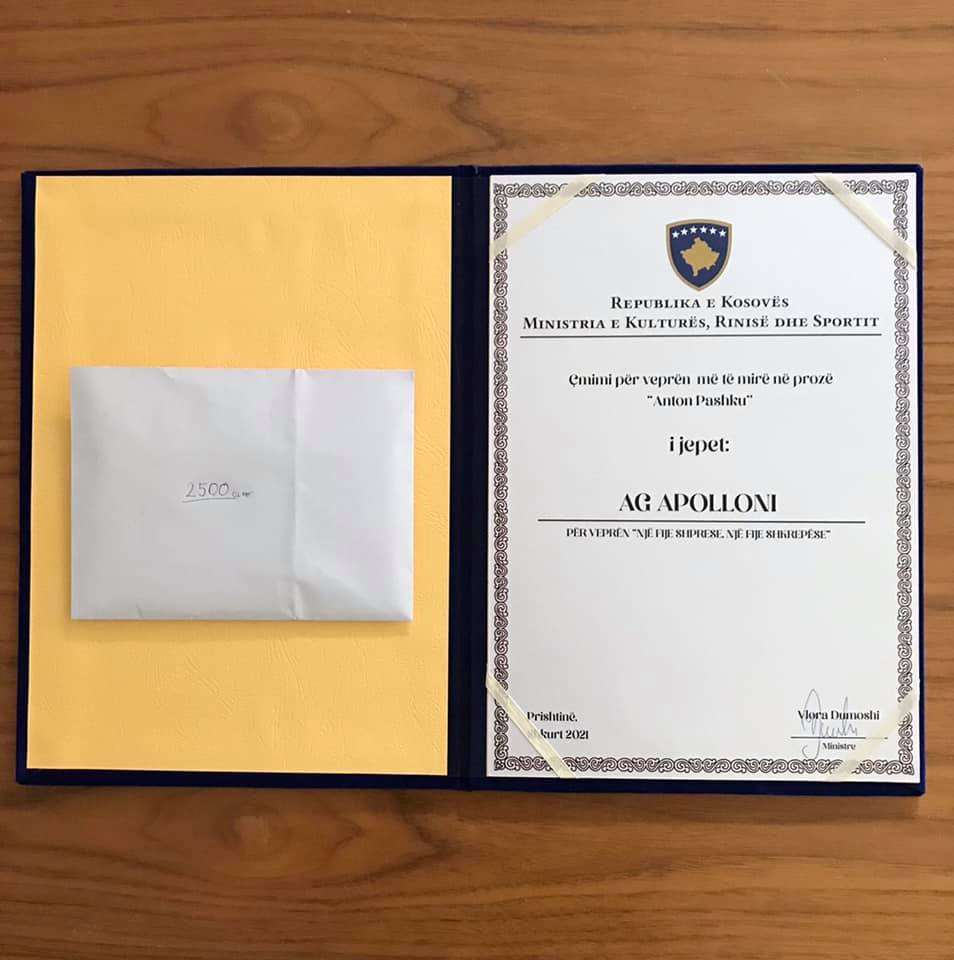 2500 euro
REPUBLIKA E KOSOVËS
MINISTRIA E KULTURËS, RINISË DHE SPORTIT
Çmimi për veprën më të mirë në prozë
"Anton Pashku"
i jepet:
AG APOLLONI
PËR VEPRËN "NJË FIJE SHPRESE, NJË FIJE SHKREPËSE"
Prishtinë,
2021
Vlora Dumoshi
Ministre